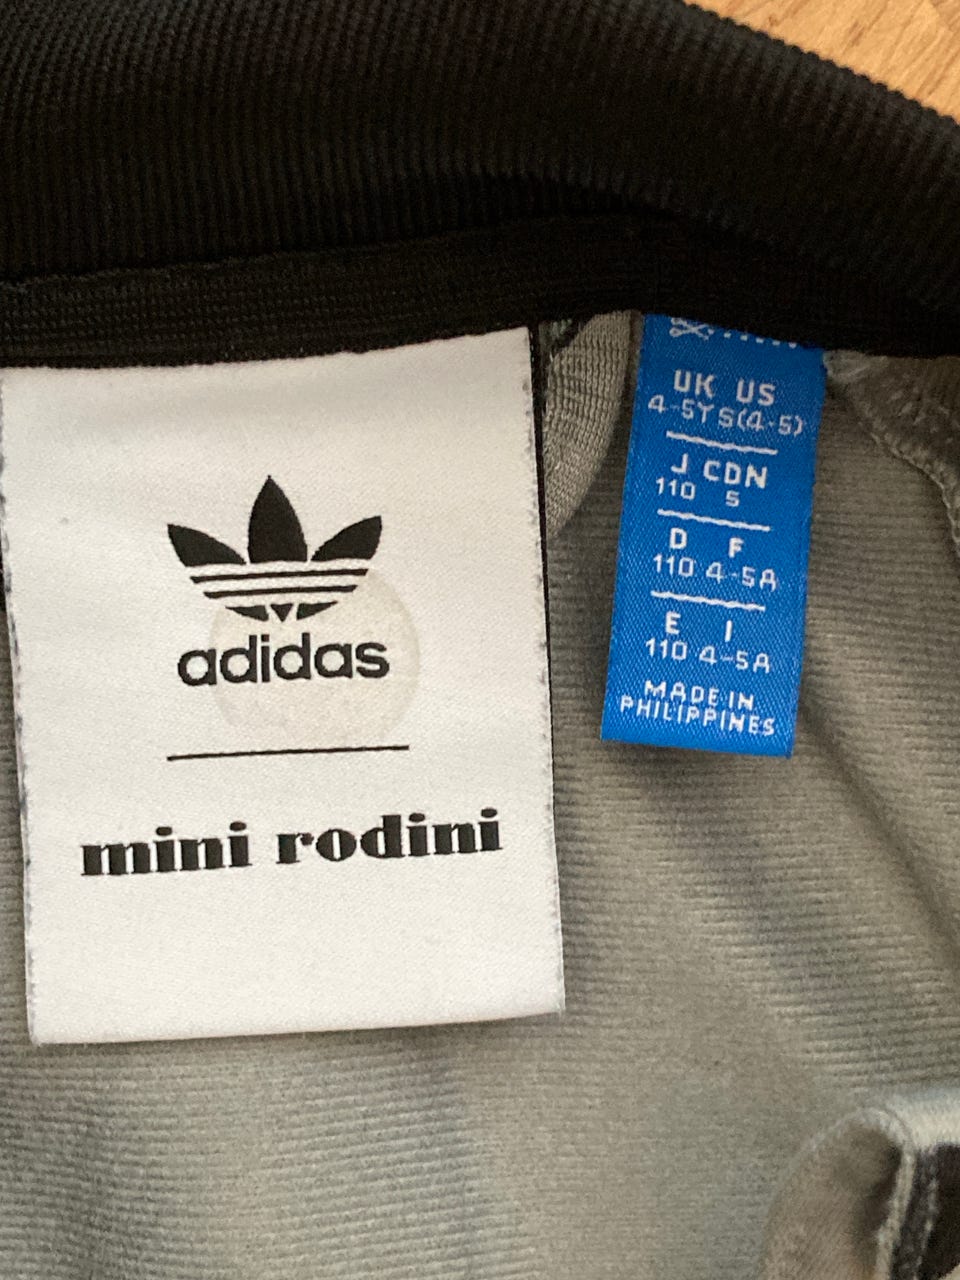 adidas
mini rodini
UK US
4-5Y S(4-5)
J CDN
110 5
D F
110 4-5A
E I
110 4-5A
MADE IN
PHILIPPINES